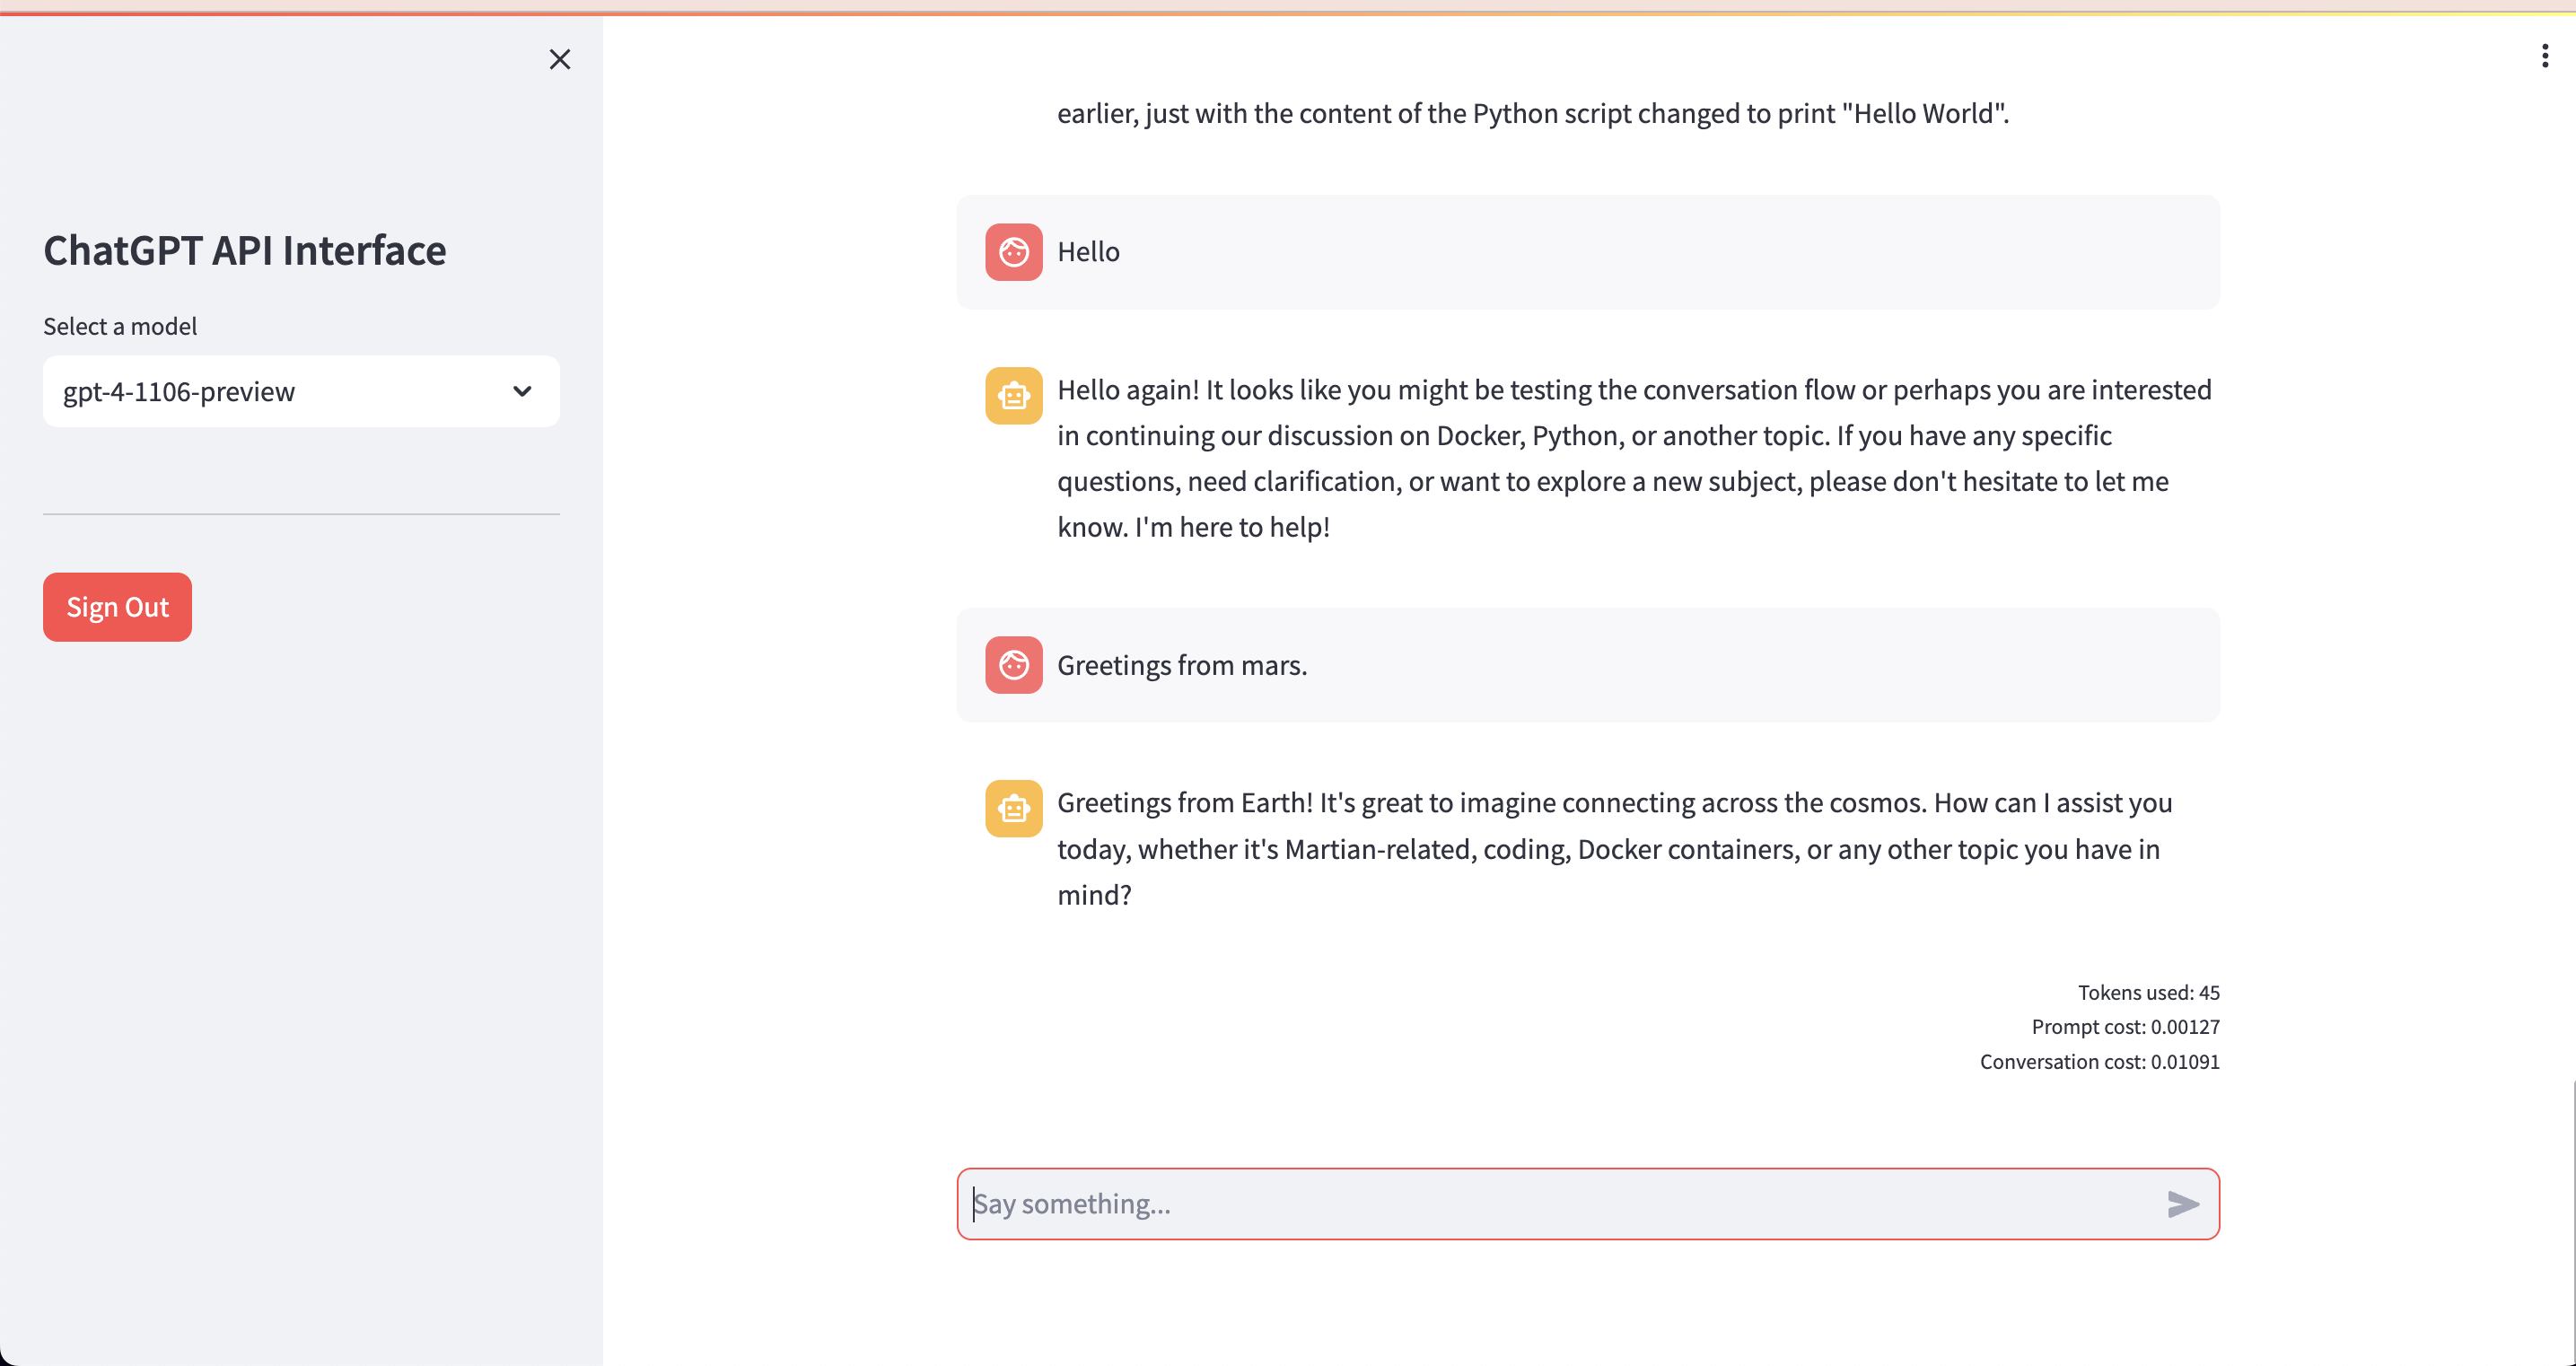 ChatGPT API Interface
Select a model
gpt-4-1106-preview
Sign Out
earlier, just with the content of the Python script changed to print "Hello World".
Hello
Hello again! It looks like you might be testing the conversation flow or perhaps you are interested
in continuing our discussion on Docker, Python, or another topic. If you have any specific
questions, need clarification, or want to explore a new subject, please don't hesitate to let me
know. I'm here to help!
Greetings from mars.
Greetings from Earth! It's great to imagine connecting across the cosmos. How can I assist you
today, whether it's Martian-related, coding, Docker containers, or any other topic you have in
mind?
Tokens used: 45
Prompt cost: 0.00127
Conversation cost: 0.01091
Say something...